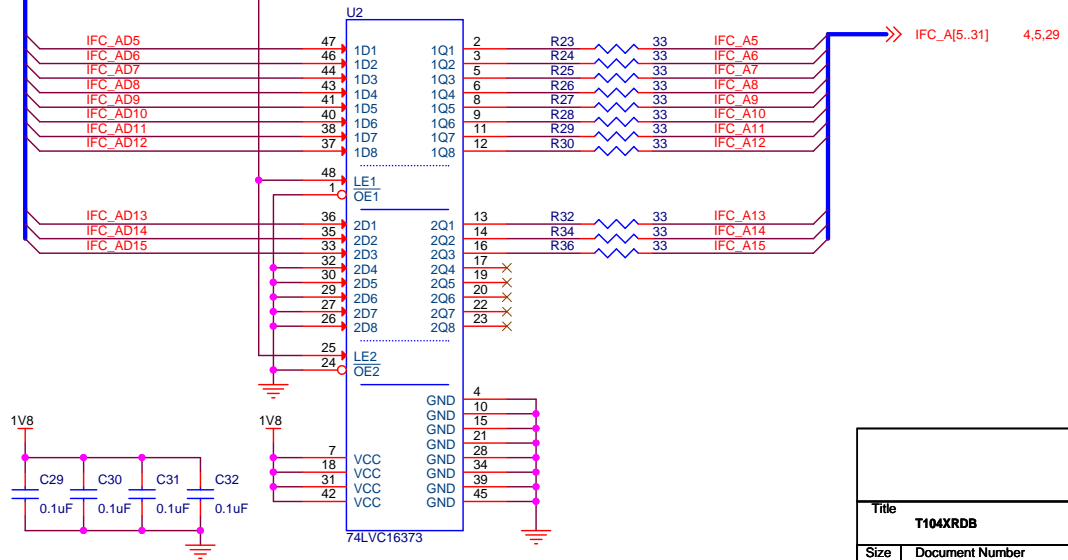 U2
IFC_AD5 47 1D1 1Q1 2 R23 33 IFC_A5 IFC_A[5..31] 4,5,29
IFC_AD6 46 1D2 1Q2 3 R24 33 IFC_A6
IFC_AD7 44 1D3 1Q3 5 R25 33 IFC_A7
IFC_AD8 43 1D4 1Q4 6 R26 33 IFC_A8
IFC_AD9 41 1D5 1Q5 8 R27 33 IFC_A9
IFC_AD10 40 1D6 1Q6 9 R28 33 IFC_A10
IFC_AD11 38 1D7 1Q7 11 R29 33 IFC_A11
IFC_AD12 37 1D8 1Q8 12 R30 33 IFC_A12
48 LE1
1 OE1
IFC_AD13 36 2D1 2Q1 13 R32 33 IFC_A13
IFC_AD14 35 2D2 2Q2 14 R34 33 IFC_A14
IFC_AD15 33 2D3 2Q3 16 R36 33 IFC_A15
32 2D4 2Q4 17
30 2D5 2Q5 19
29 2D6 2Q6 20
27 2D7 2Q7 22
26 2D8 2Q8 23
25 LE2
24 OE2
GND 4
GND 10
GND 15
GND 21
1V8 1V8
7 VCC GND 28
18 VCC GND 34
31 VCC GND 39
42 VCC GND 45
C29 C30 C31 C32
0.1uF 0.1uF 0.1uF 0.1uF
74LVC16373
Title
T104XRDB
Size Document Number